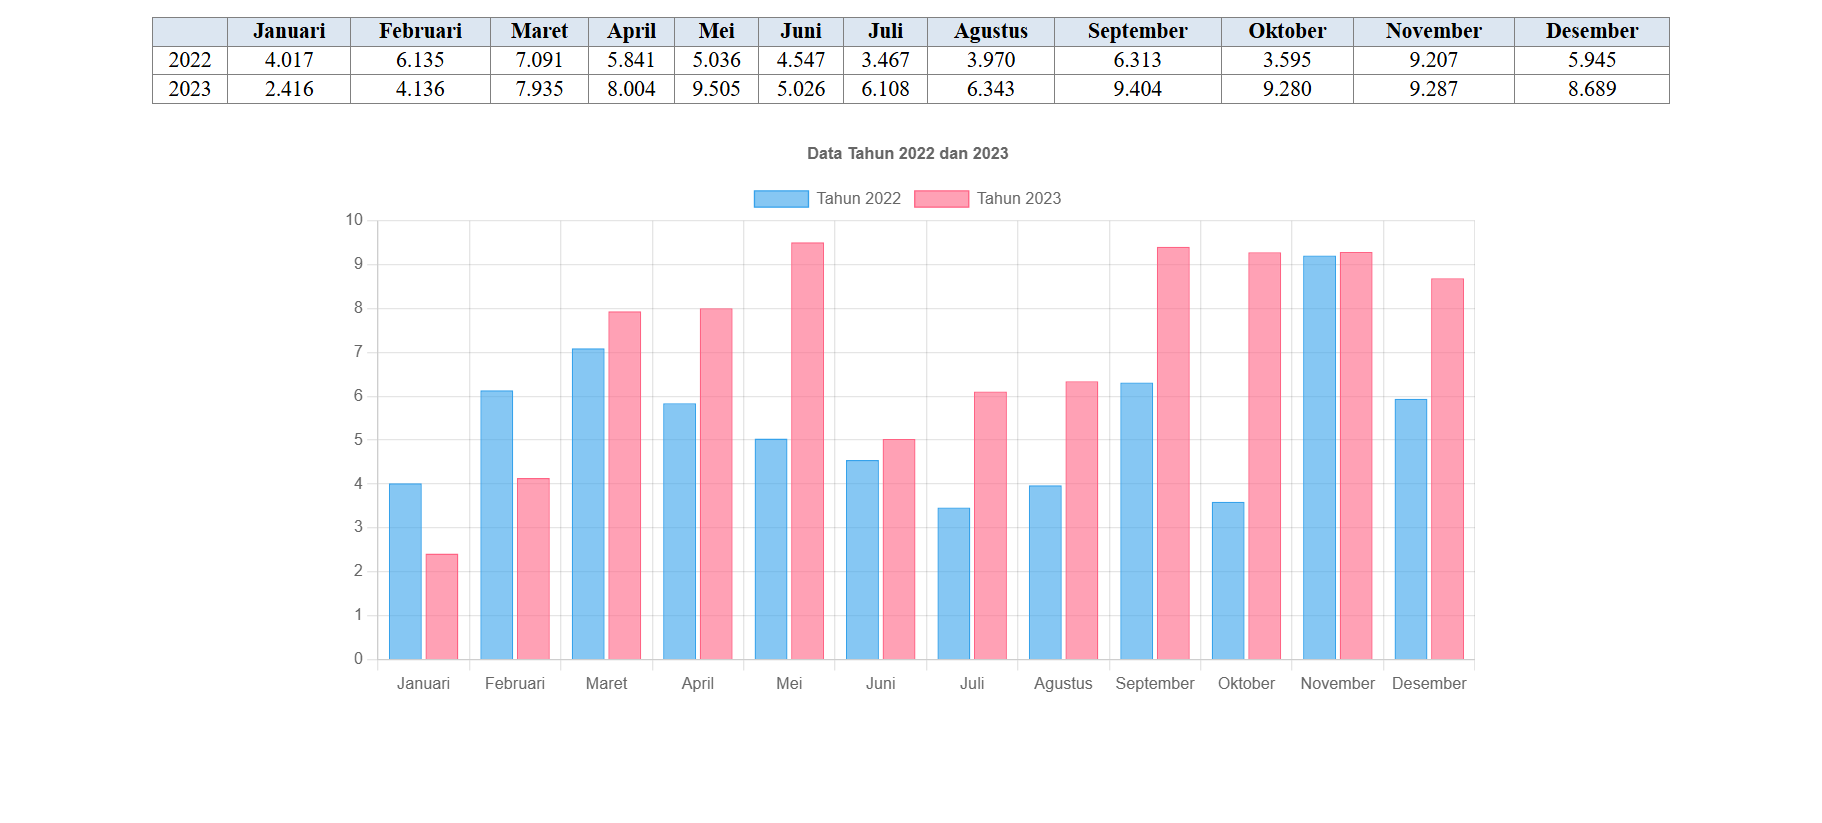 Januari Februari Maret April Mei Juni Juli Agustus September Oktober November Desember
2022 4.017 6.135 7.091 5.841 5.036 4.547 3.467 3.970 6.313 3.595 9.207 5.945
2023 2.416 4.136 7.935 8.004 9.505 5.026 6.108 6.343 9.404 9.280 9.287 8.689
Data Tahun 2022 dan 2023
Tahun 2022 Tahun 2023
10
9
8
7
6
5
4
3
2
1
0
Januari Februari Maret April Mei Juni Juli Agustus September Oktober November Desember